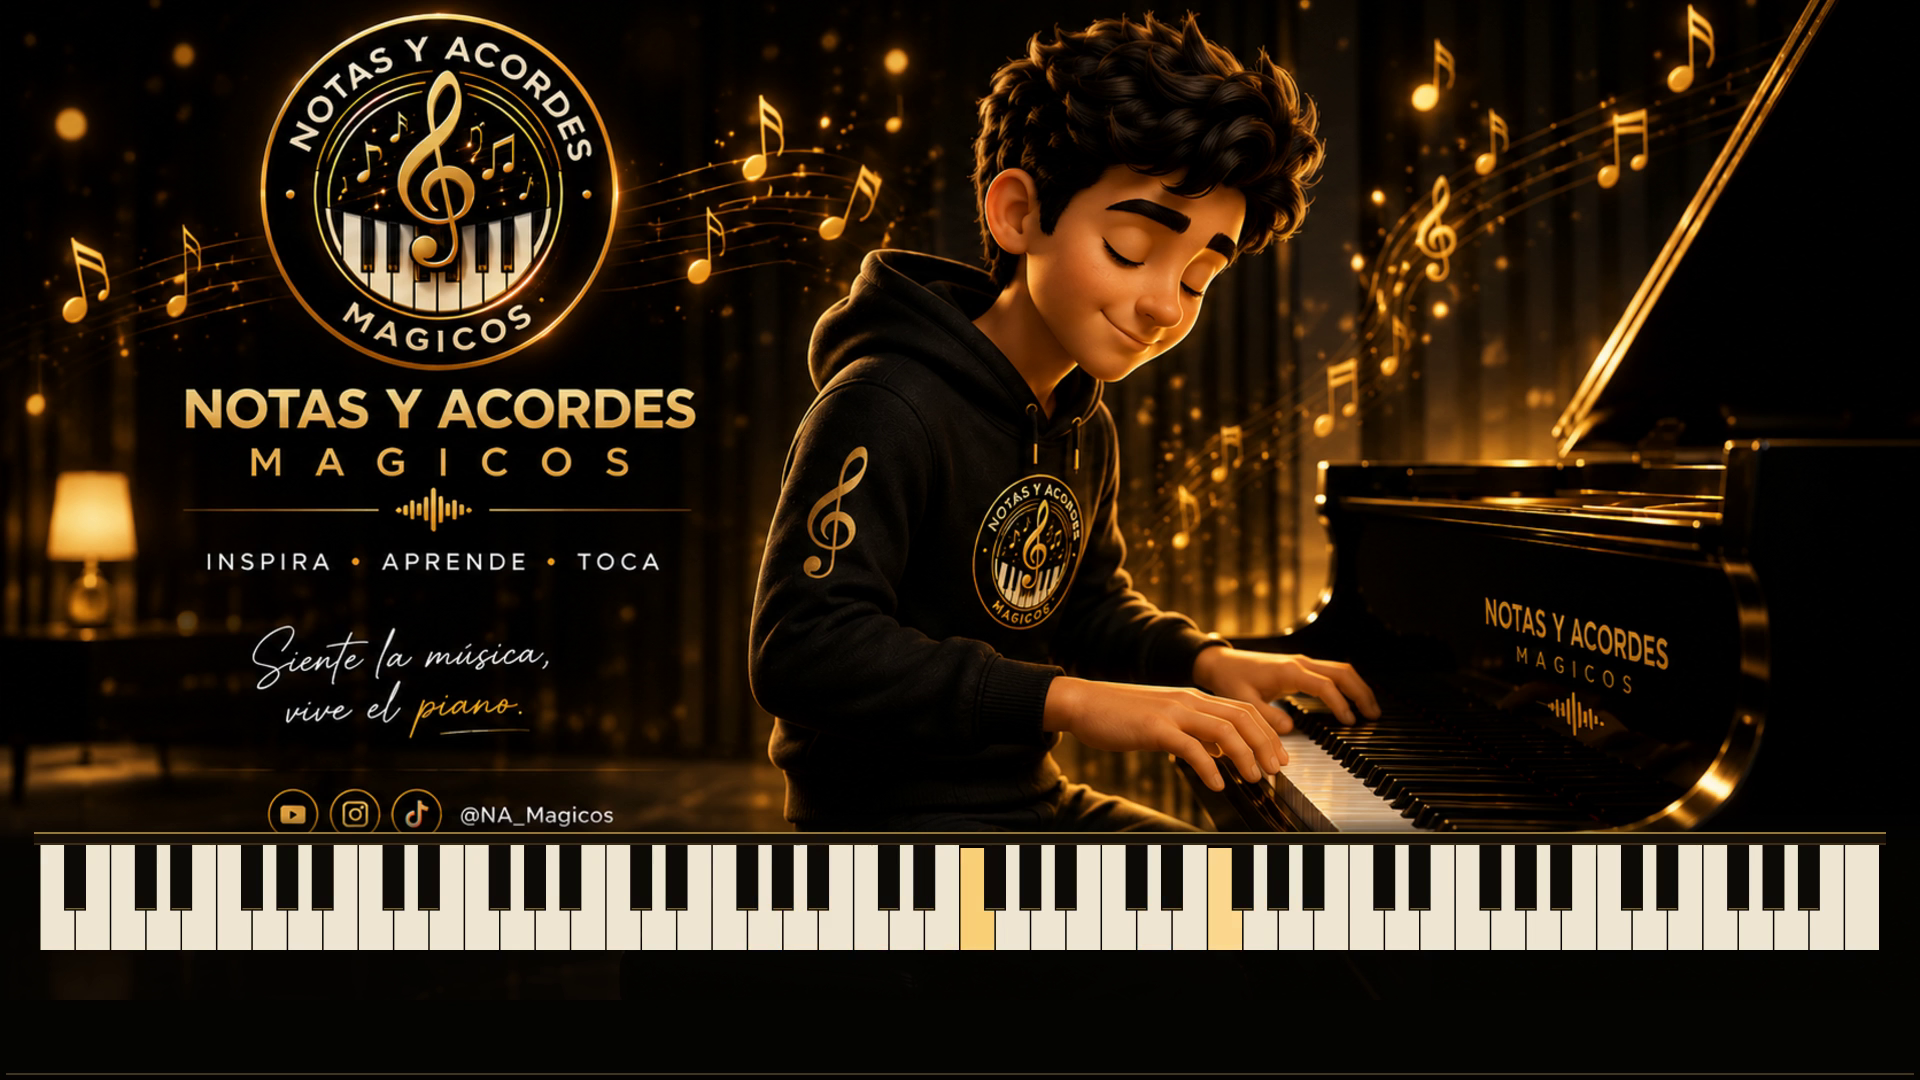 NOTAS Y ACORDES
MAGICOS
NOTAS Y ACORDES
MAGICOS
INSPIRA • APRENDE • TOCA
Siente la música,
vive el piano.
@NA_Magicos
NOTAS Y ACORDES
MAGICOS
NOTAS Y ACORDES
MAGICOS